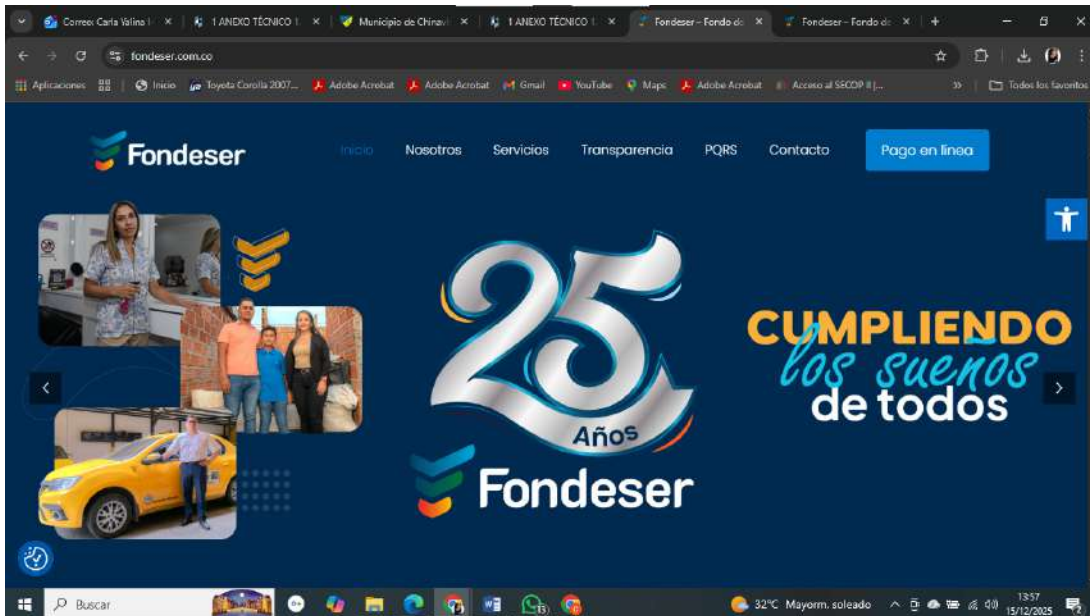 Correo: Carla Yalina
1 ANEXO TÉCNICO 1.
Municipio de Chinavi
1 ANEXO TÉCNICO 1.
Fondeser – Fondo de
Fondeser – Fondo de
fondeser.com.co
Aplicaciones
Inicio
Toyota Corolla 2007...
Adobe Acrobat
Adobe Acrobat
Gmail
YouTube
Maps
Adobe Acrobat
Acceso al SECOP II |...
Todos los favoritos
Fondeser
Inicio
Nosotros
Servicios
Transparencia
PQRS
Contacto
Pago en línea
25
Años
Fondeser
CUMPLIENDO
los sueños
de todos
Buscar
32°C Mayorm. soleado
13:57
15/12/2025